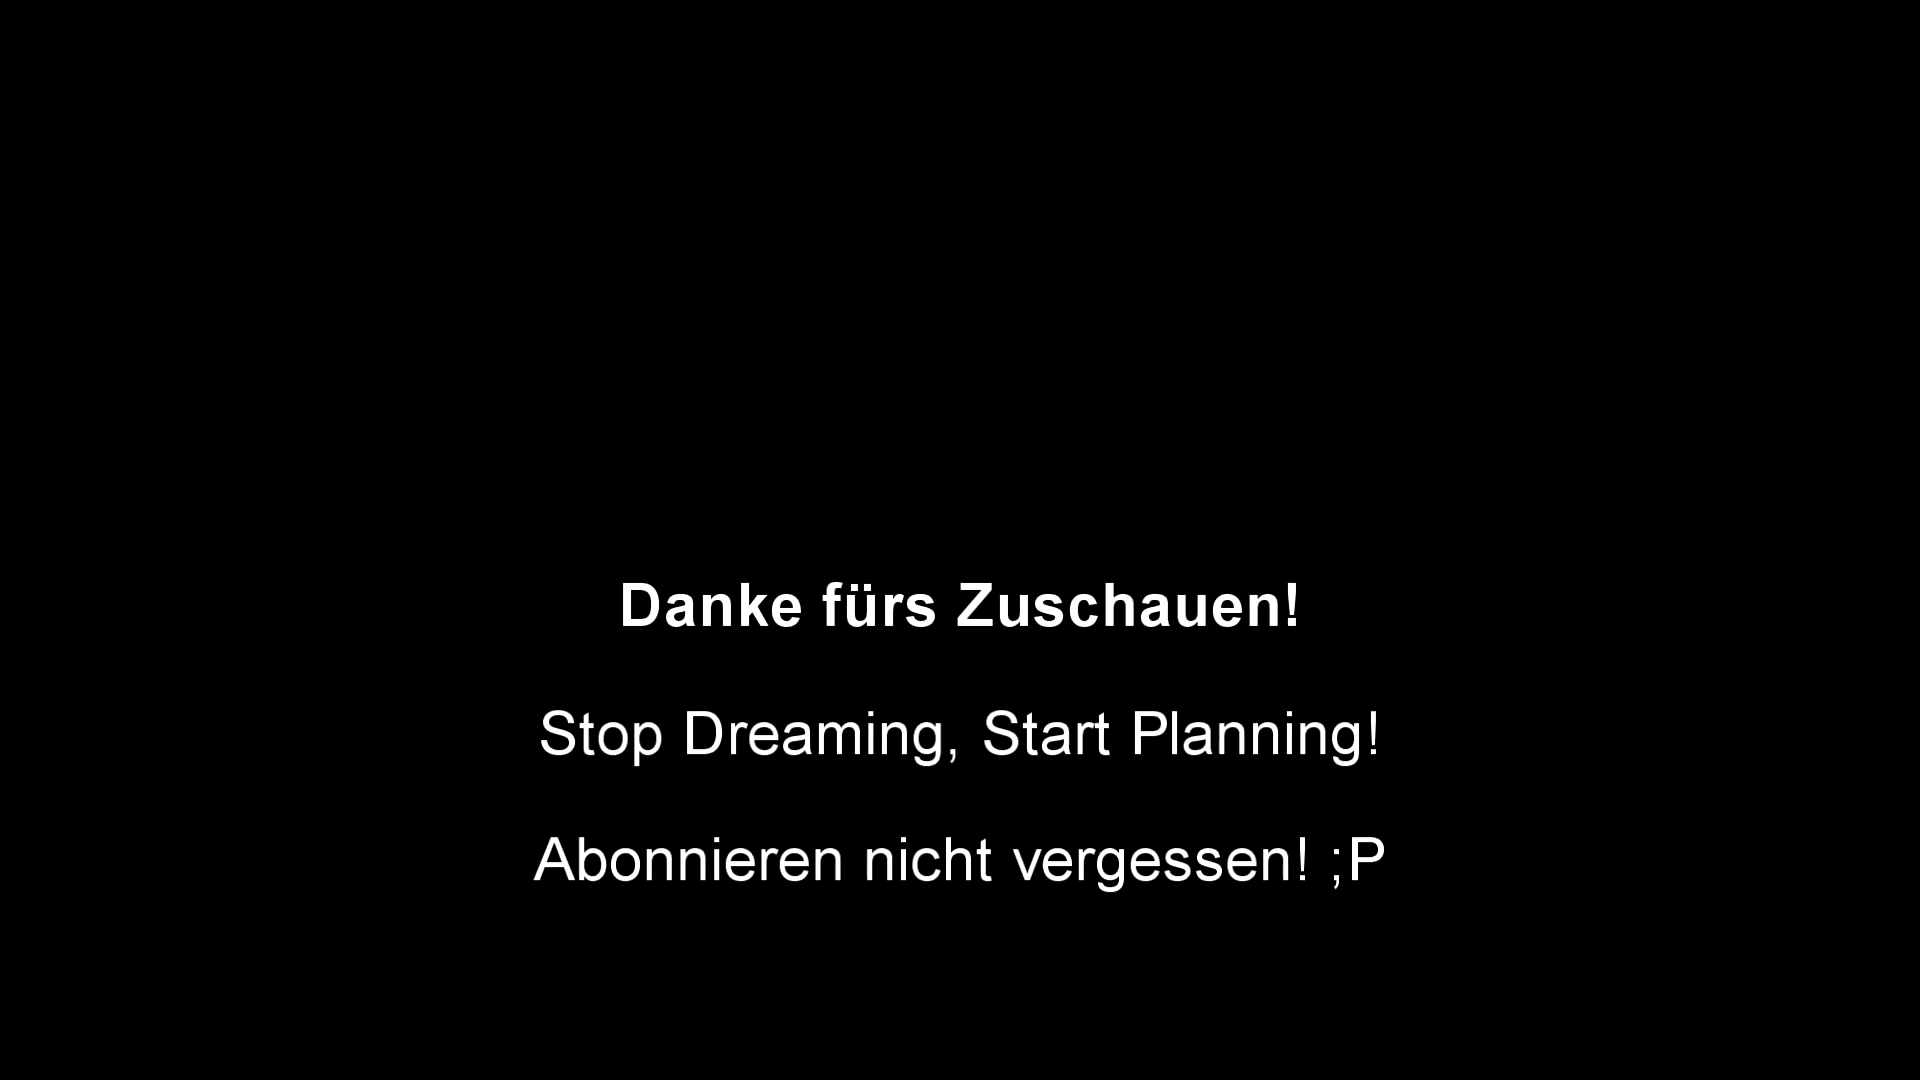 Danke fürs Zuschauen!
Stop Dreaming, Start Planning!
Abonnieren nicht vergessen! ;P